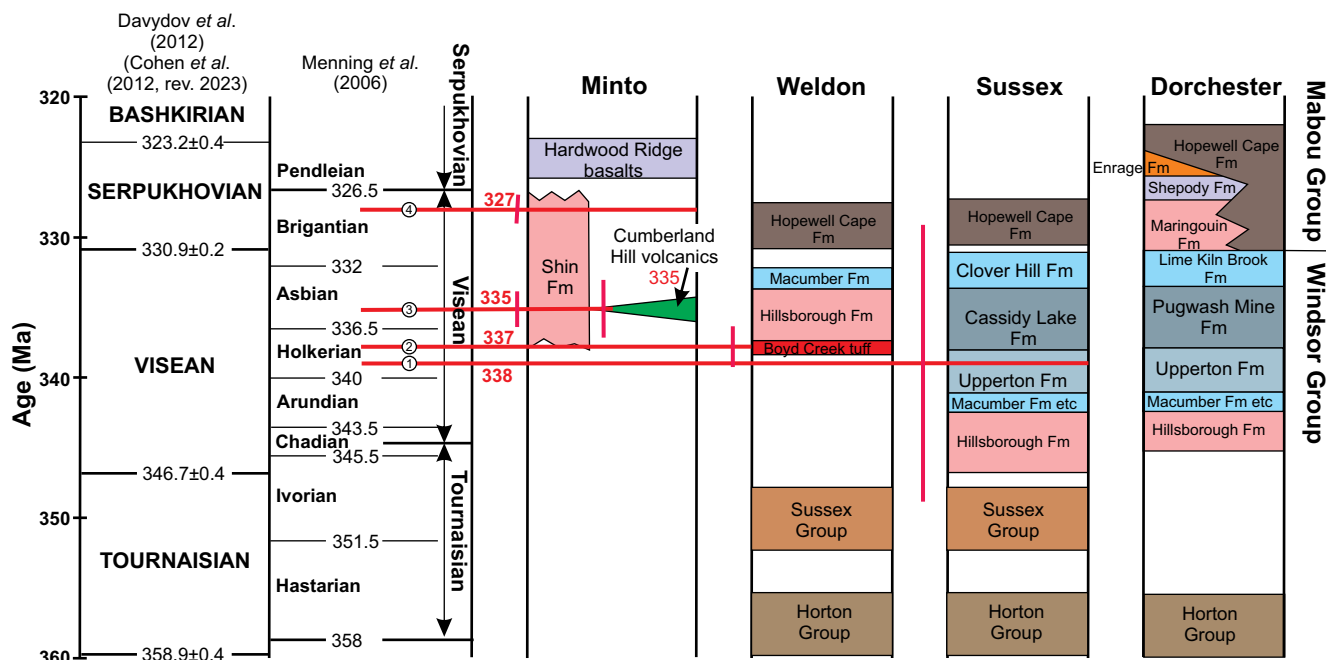 Davydov et al.
(2012)
(Cohen et al.
(2012, rev. 2023)
Menning et al.
(2006)
Minto
Weldon
Sussex
Dorchester
Age (Ma)
320
330
340
350
360
BASHKIRIAN
323.2±0.4
SERPUKHOVIAN
330.9±0.2
VISEAN
346.7±0.4
TOURNAISIAN
358.9±0.4
Pendleian
326.5
Brigantian
332
Asbian
336.5
Holkerian
340
Arundian
343.5
Chadian
345.5
Ivorian
351.5
Hastarian
358
Serpukhovian
Visean
Tournaisian
4
327
3
335
2
337
1
338
Hardwood Ridge
basalts
Shin
Fm
Cumberland
Hill volcanics
335
Hopewell Cape
Fm
Macumber Fm
Hillsborough Fm
Boyd Creek tuff
Sussex
Group
Horton
Group
Hopewell Cape
Fm
Clover Hill Fm
Cassidy Lake
Fm
Upperton Fm
Macumber Fm etc
Hillsborough Fm
Sussex
Group
Horton
Group
Hopewell Cape
Fm
Enrage Fm
Shepody Fm
Maringouin
Fm
Lime Kiln Brook
Fm
Pugwash Mine
Fm
Upperton Fm
Macumber Fm etc
Hillsborough Fm
Horton
Group
Mabou Group
Windsor Group